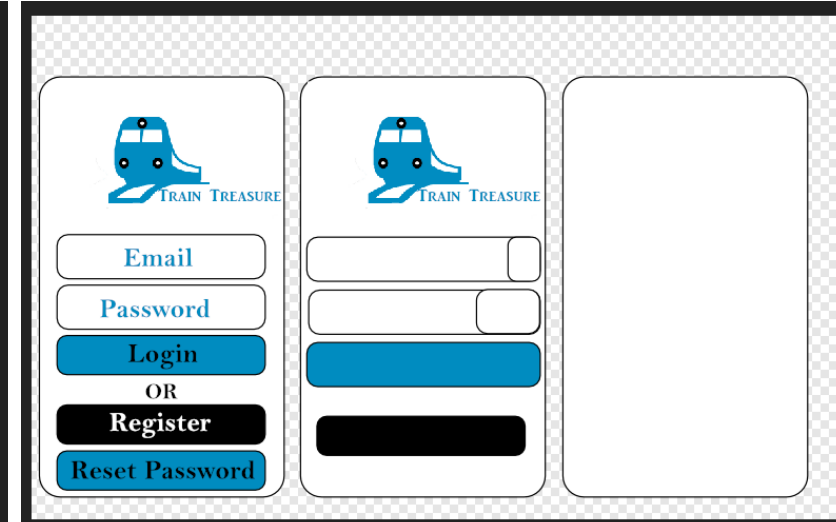 TRAIN TREASURE
Email
Password
Login
OR
Register
Reset Password
TRAIN TREASURE